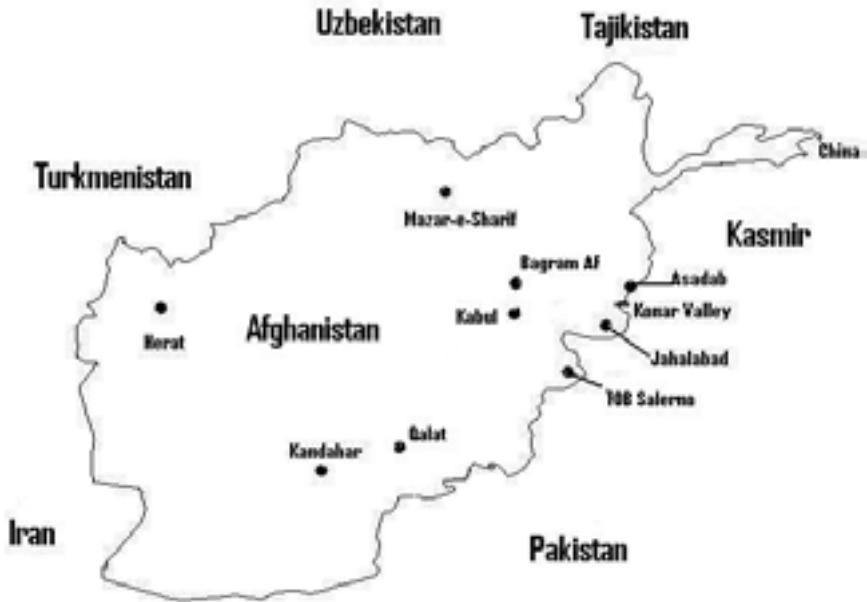 Uzbekistan
Tajikistan
China
Turkmenistan
Mazar-e-Sharif
Kasmir
Bagram AF
Asadab
Kabul
Kunar Valley
Herat
Afghanistan
Jahalabad
FOB Salerno
Qalat
Kandahar
Iran
Pakistan